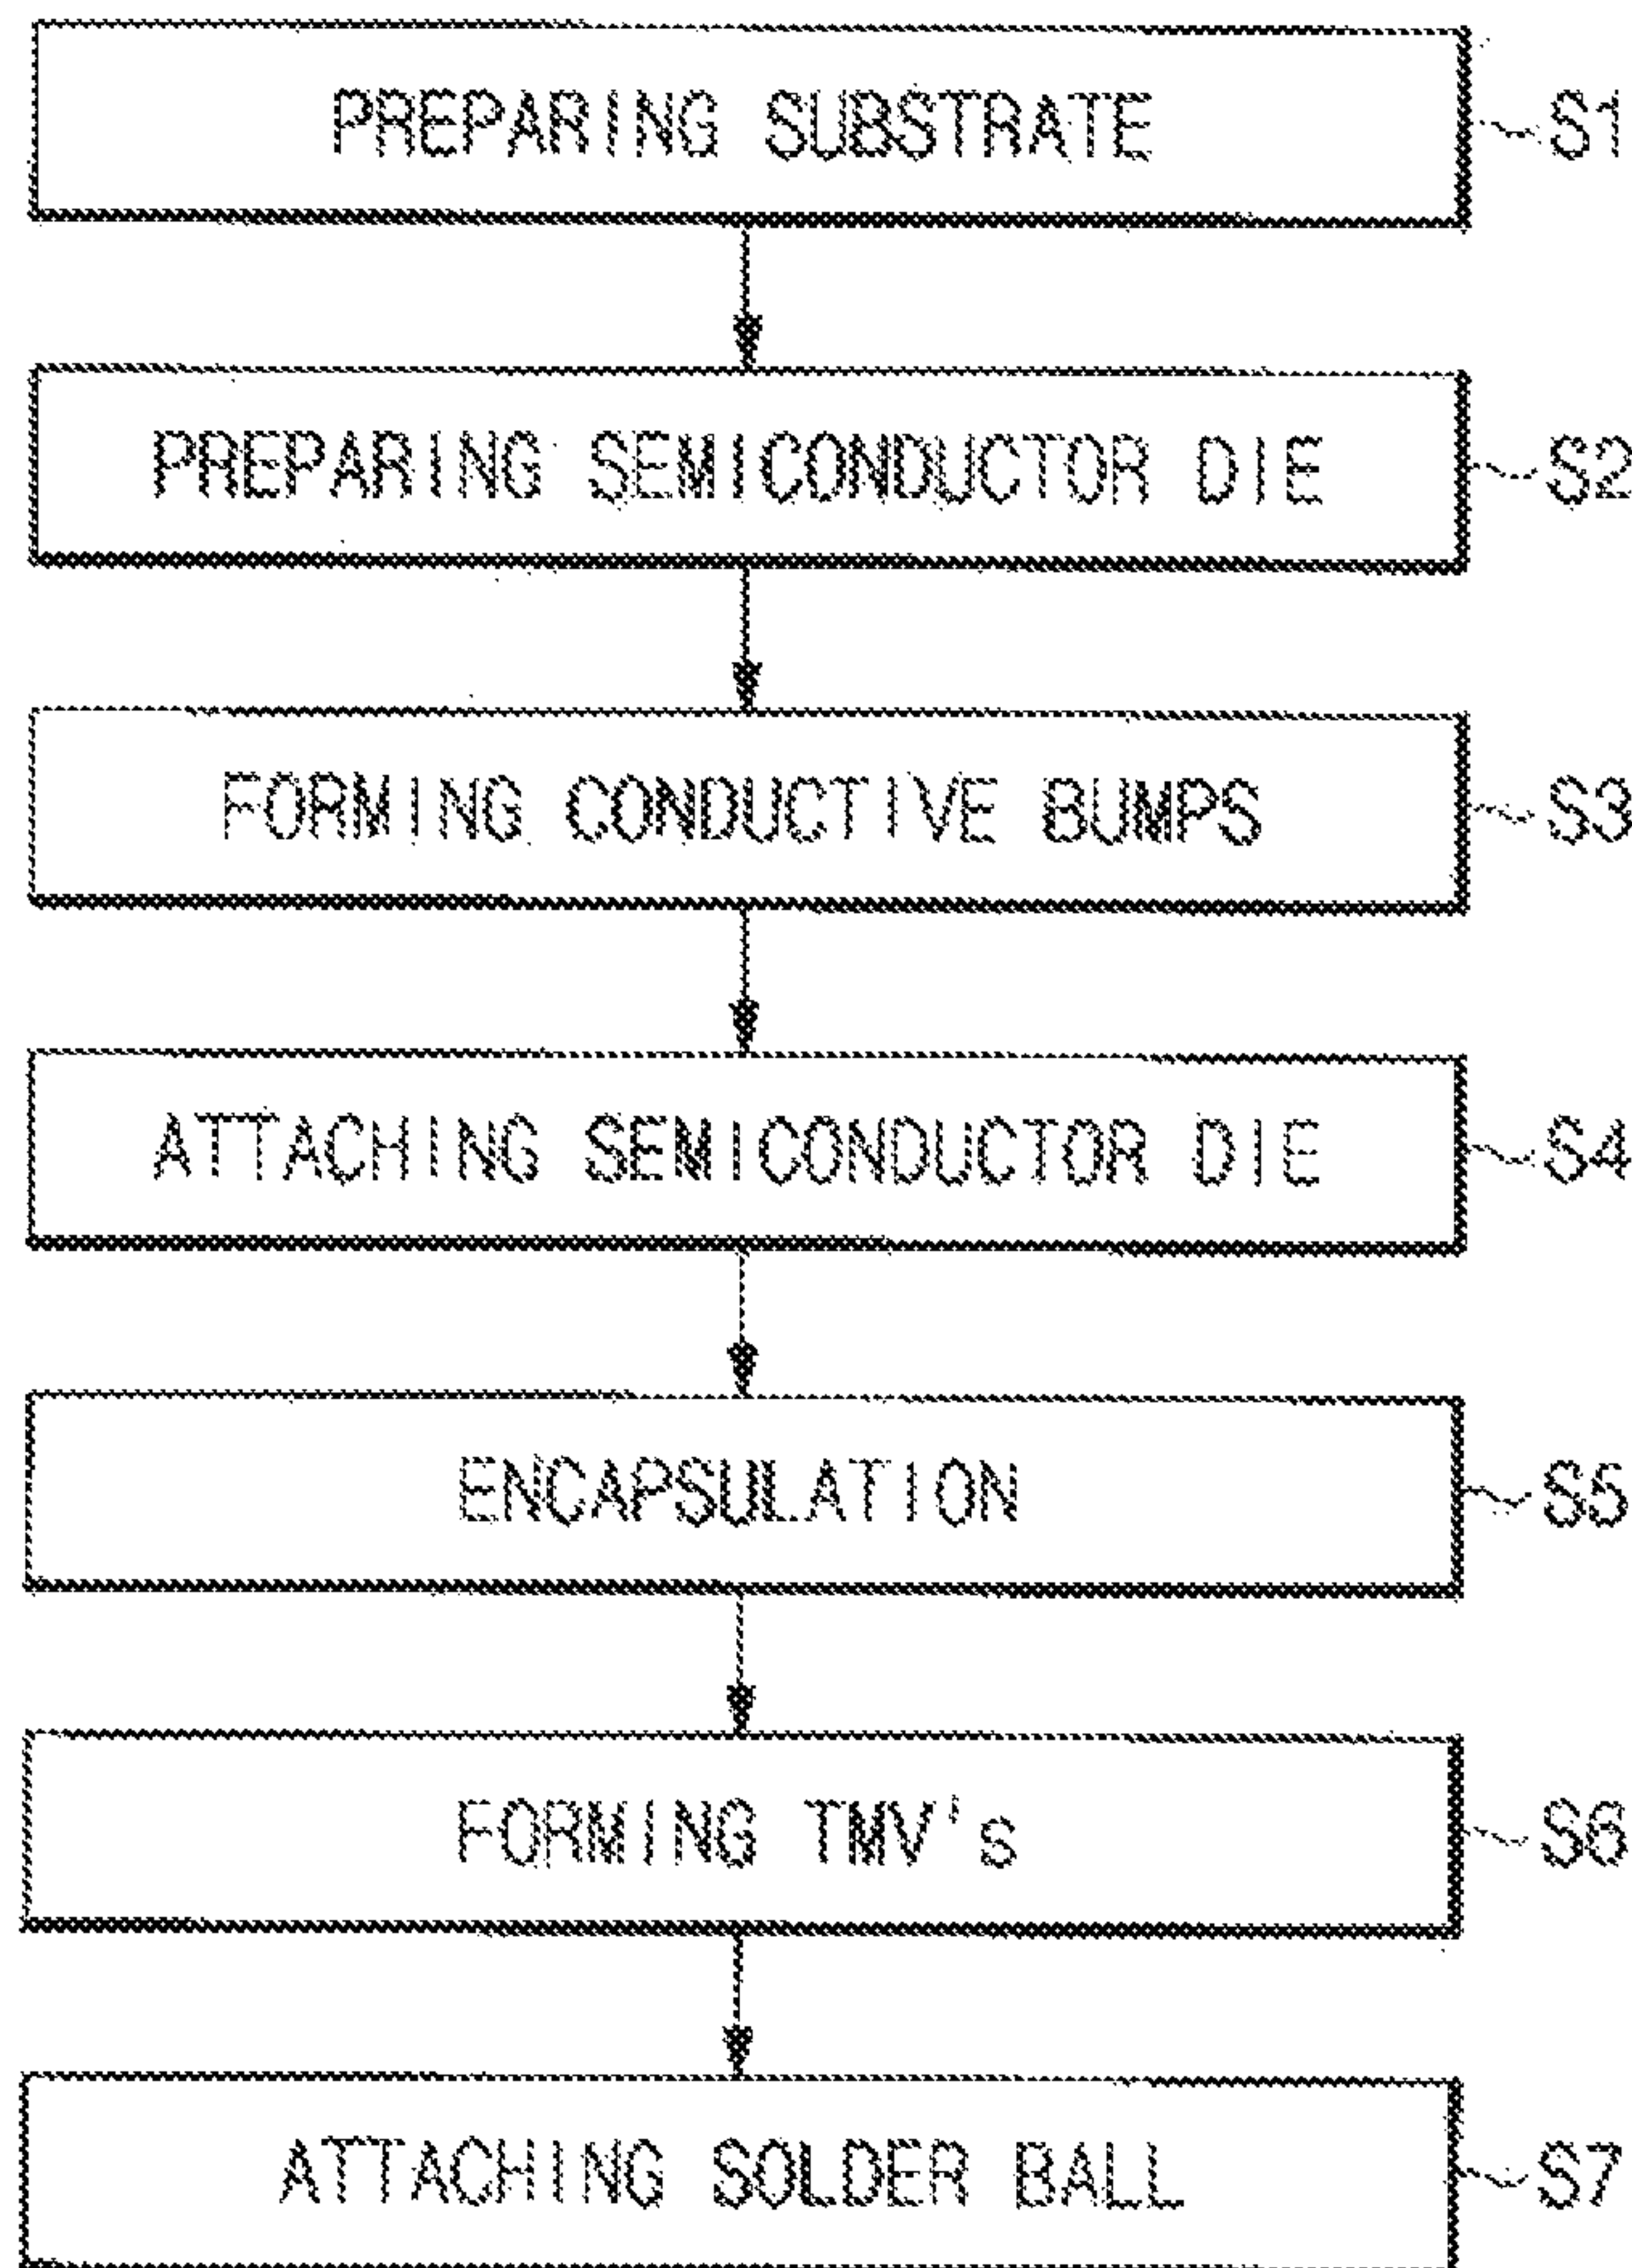 PREPARING SUBSTRATE S1
PREPARING SEMICONDUCTOR DIE S2
FORMING CONDUCTIVE BUMPS S3
ATTACHING SEMICONDUCTOR DIE S4
ENCAPSULATION S5
FORMING TMV's S6
ATTACHING SOLDER BALL S7